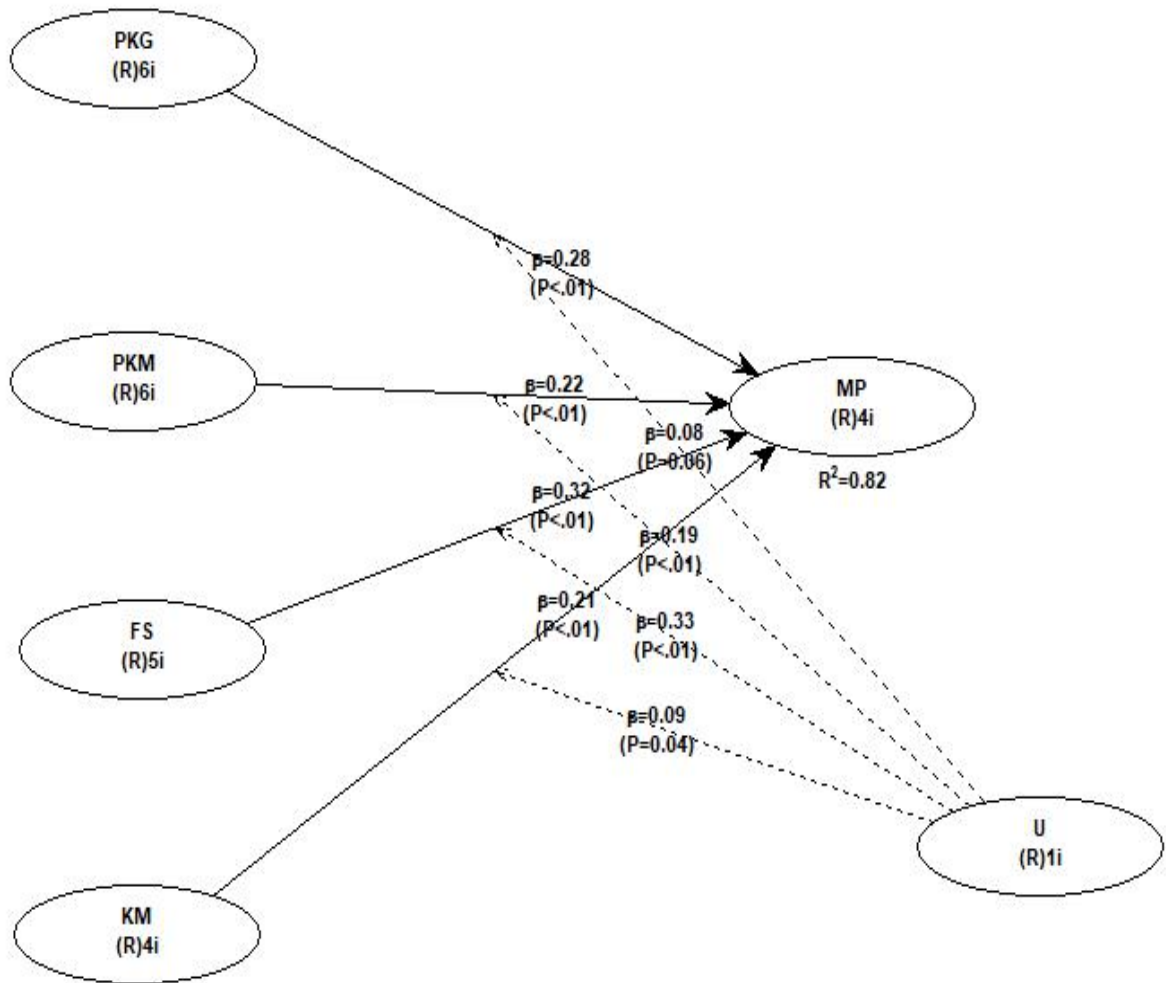 PKG
(R)6i
β=0.28
(P<.01)
PKM
(R)6i
β=0.22
(P<.01)
MP
(R)4i
R²=0.82
β=0.08
(P=0.06)
β=0.32
(P<.01)
β=0.19
(P<.01)
β=0.21
(P<.01)
FS
(R)5i
β=0.33
(P<.01)
β=0.09
(P=0.04)
U
(R)1i
KM
(R)4i